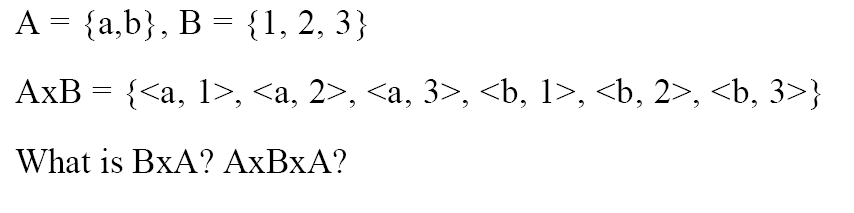 A = {a,b}, B = {1, 2, 3}
AxB = {<a, 1>, <a, 2>, <a, 3>, <b, 1>, <b, 2>, <b, 3>}
What is BxA? AxBxA?